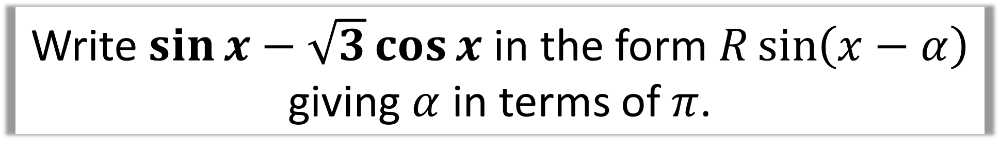 Write sin x − √3 cos x in the form R sin(x − α)
giving α in terms of π.